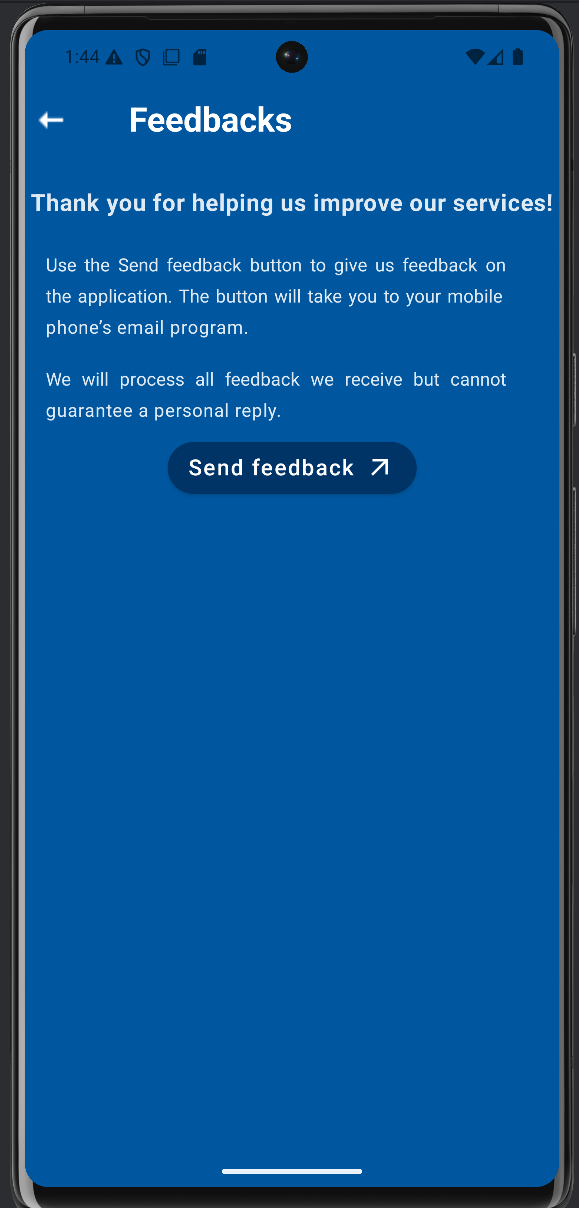 1:44
Feedbacks
Thank you for helping us improve our services!
Use the Send feedback button to give us feedback on
the application. The button will take you to your mobile
phone’s email program.
We will process all feedback we receive but cannot
guarantee a personal reply.
Send feedback